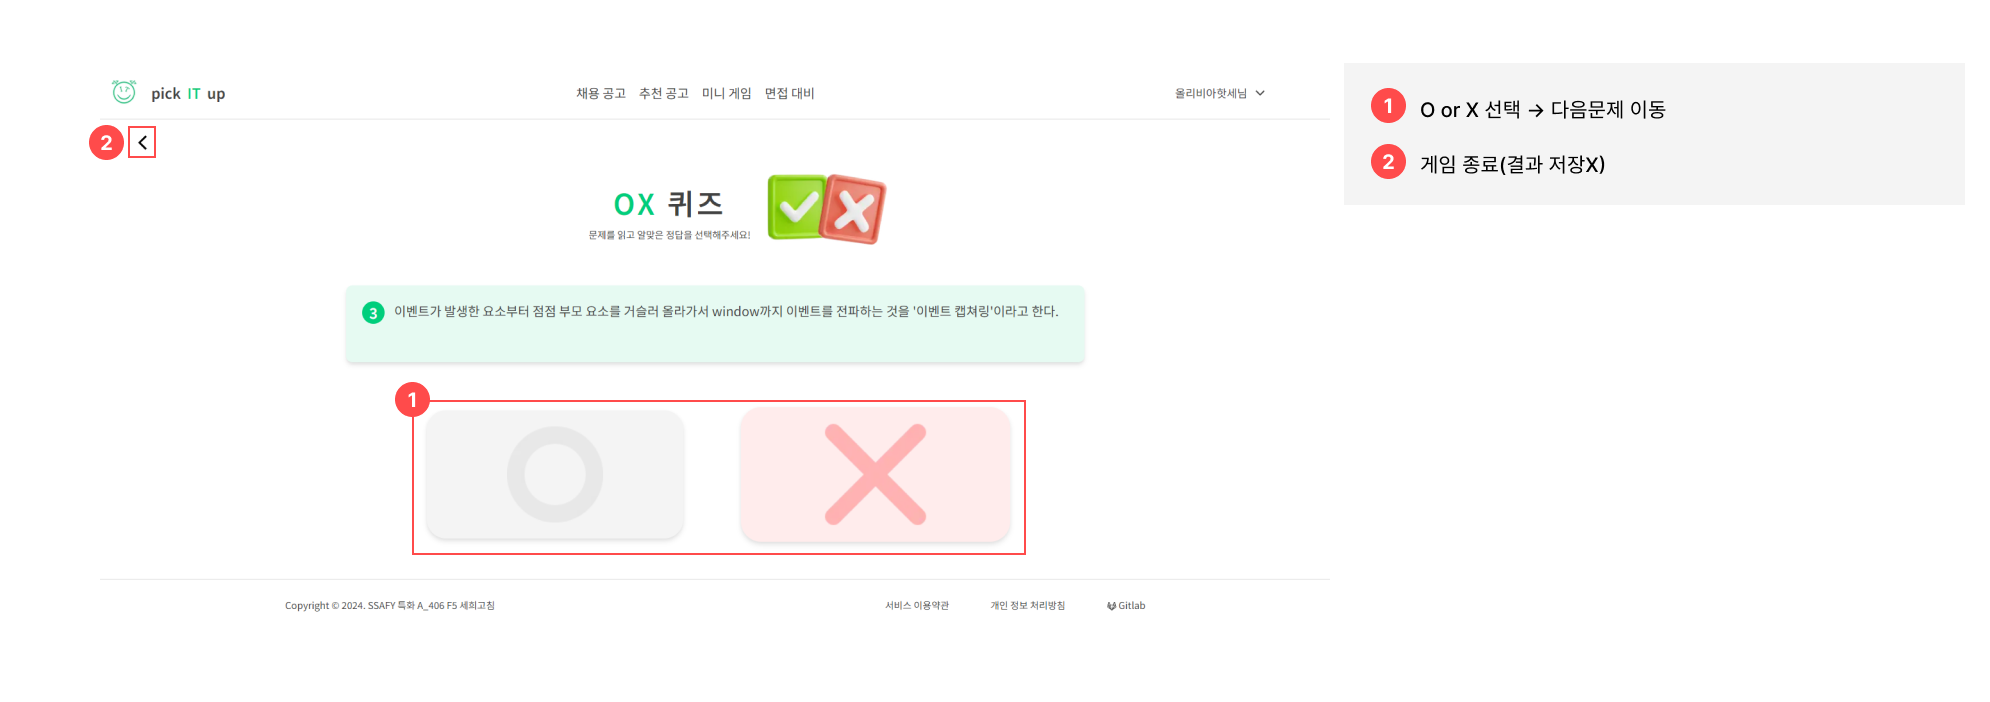 pick IT up
채용 공고 추천 공고 미니 게임 면접 대비
올리비아핫세님
2
OX 퀴즈
문제를 읽고 알맞은 정답을 선택해주세요!
3 이벤트가 발생한 요소부터 점점 부모 요소를 거슬러 올라가서 window까지 이벤트를 전파하는 것을 '이벤트 캡쳐링'이라고 한다.
1
Copyright © 2024. SSAFY 특화 A_406 F5 세희고침
서비스 이용약관 개인 정보 처리방침 Gitlab
1 O or X 선택 → 다음문제 이동
2 게임 종료(결과 저장X)